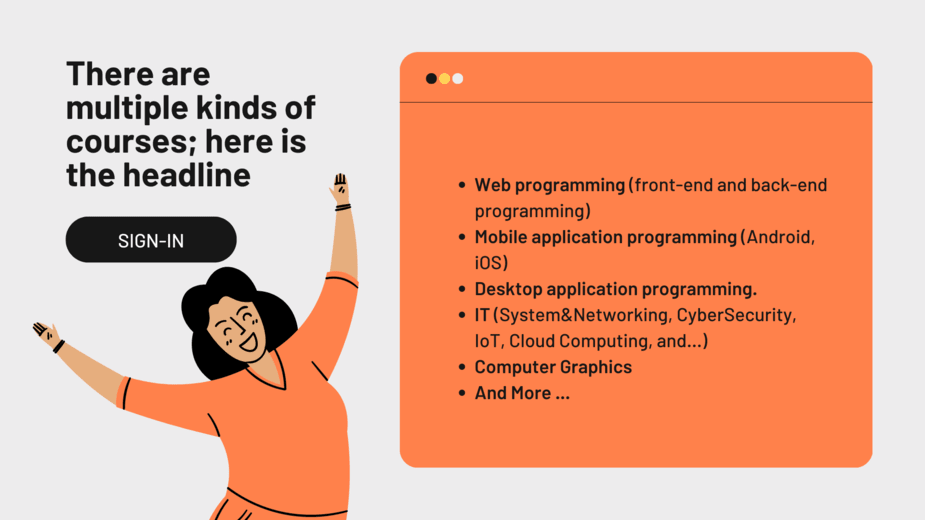 There are
multiple kinds of
courses; here is
the headline
SIGN-IN
• Web programming (front-end and back-end
programming)
• Mobile application programming (Android,
iOS)
• Desktop application programming.
• IT (System&Networking, CyberSecurity,
IoT, Cloud Computing, and...)
• Computer Graphics
• And More ...